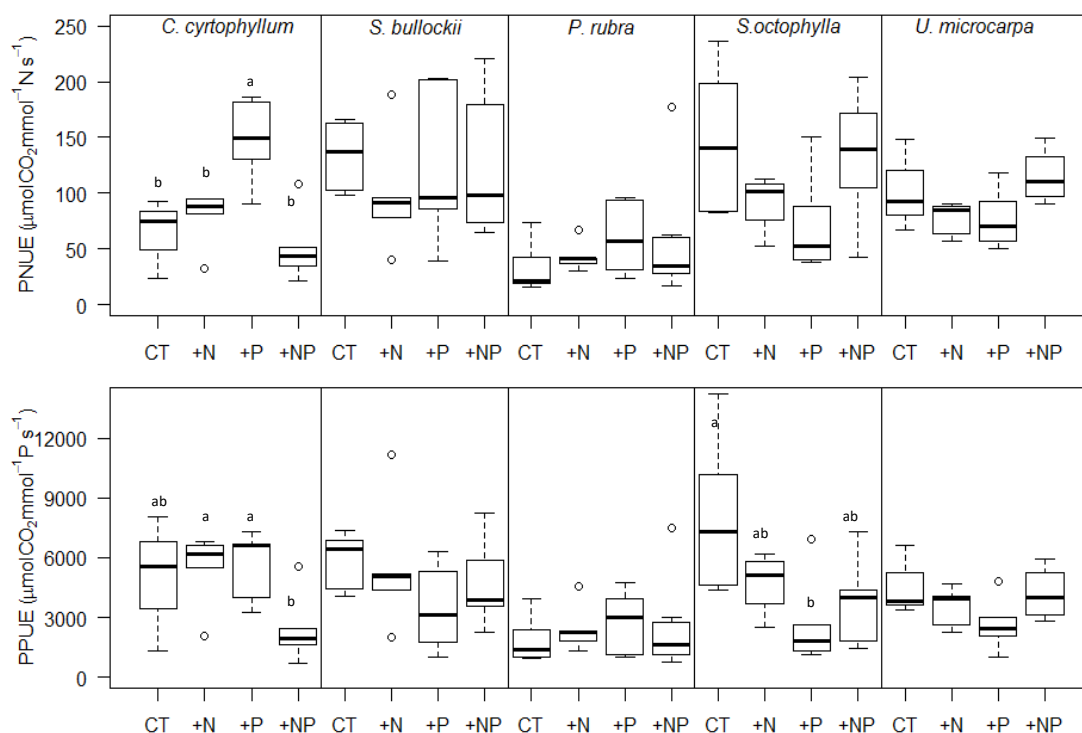 C. cyrtophyllum S. bullockii P. rubra S.octophylla U. microcarpa
PNUE (μmolCO₂mmol⁻¹N s⁻¹)
250
200
150
100
50
0
b b a b
CT +N +P +NP CT +N +P +NP CT +N +P +NP CT +N +P +NP CT +N +P +NP
PPUE (μmolCO₂mmol⁻¹P s⁻¹)
12000
9000
6000
3000
0
ab a a b a ab b ab
CT +N +P +NP CT +N +P +NP CT +N +P +NP CT +N +P +NP CT +N +P +NP